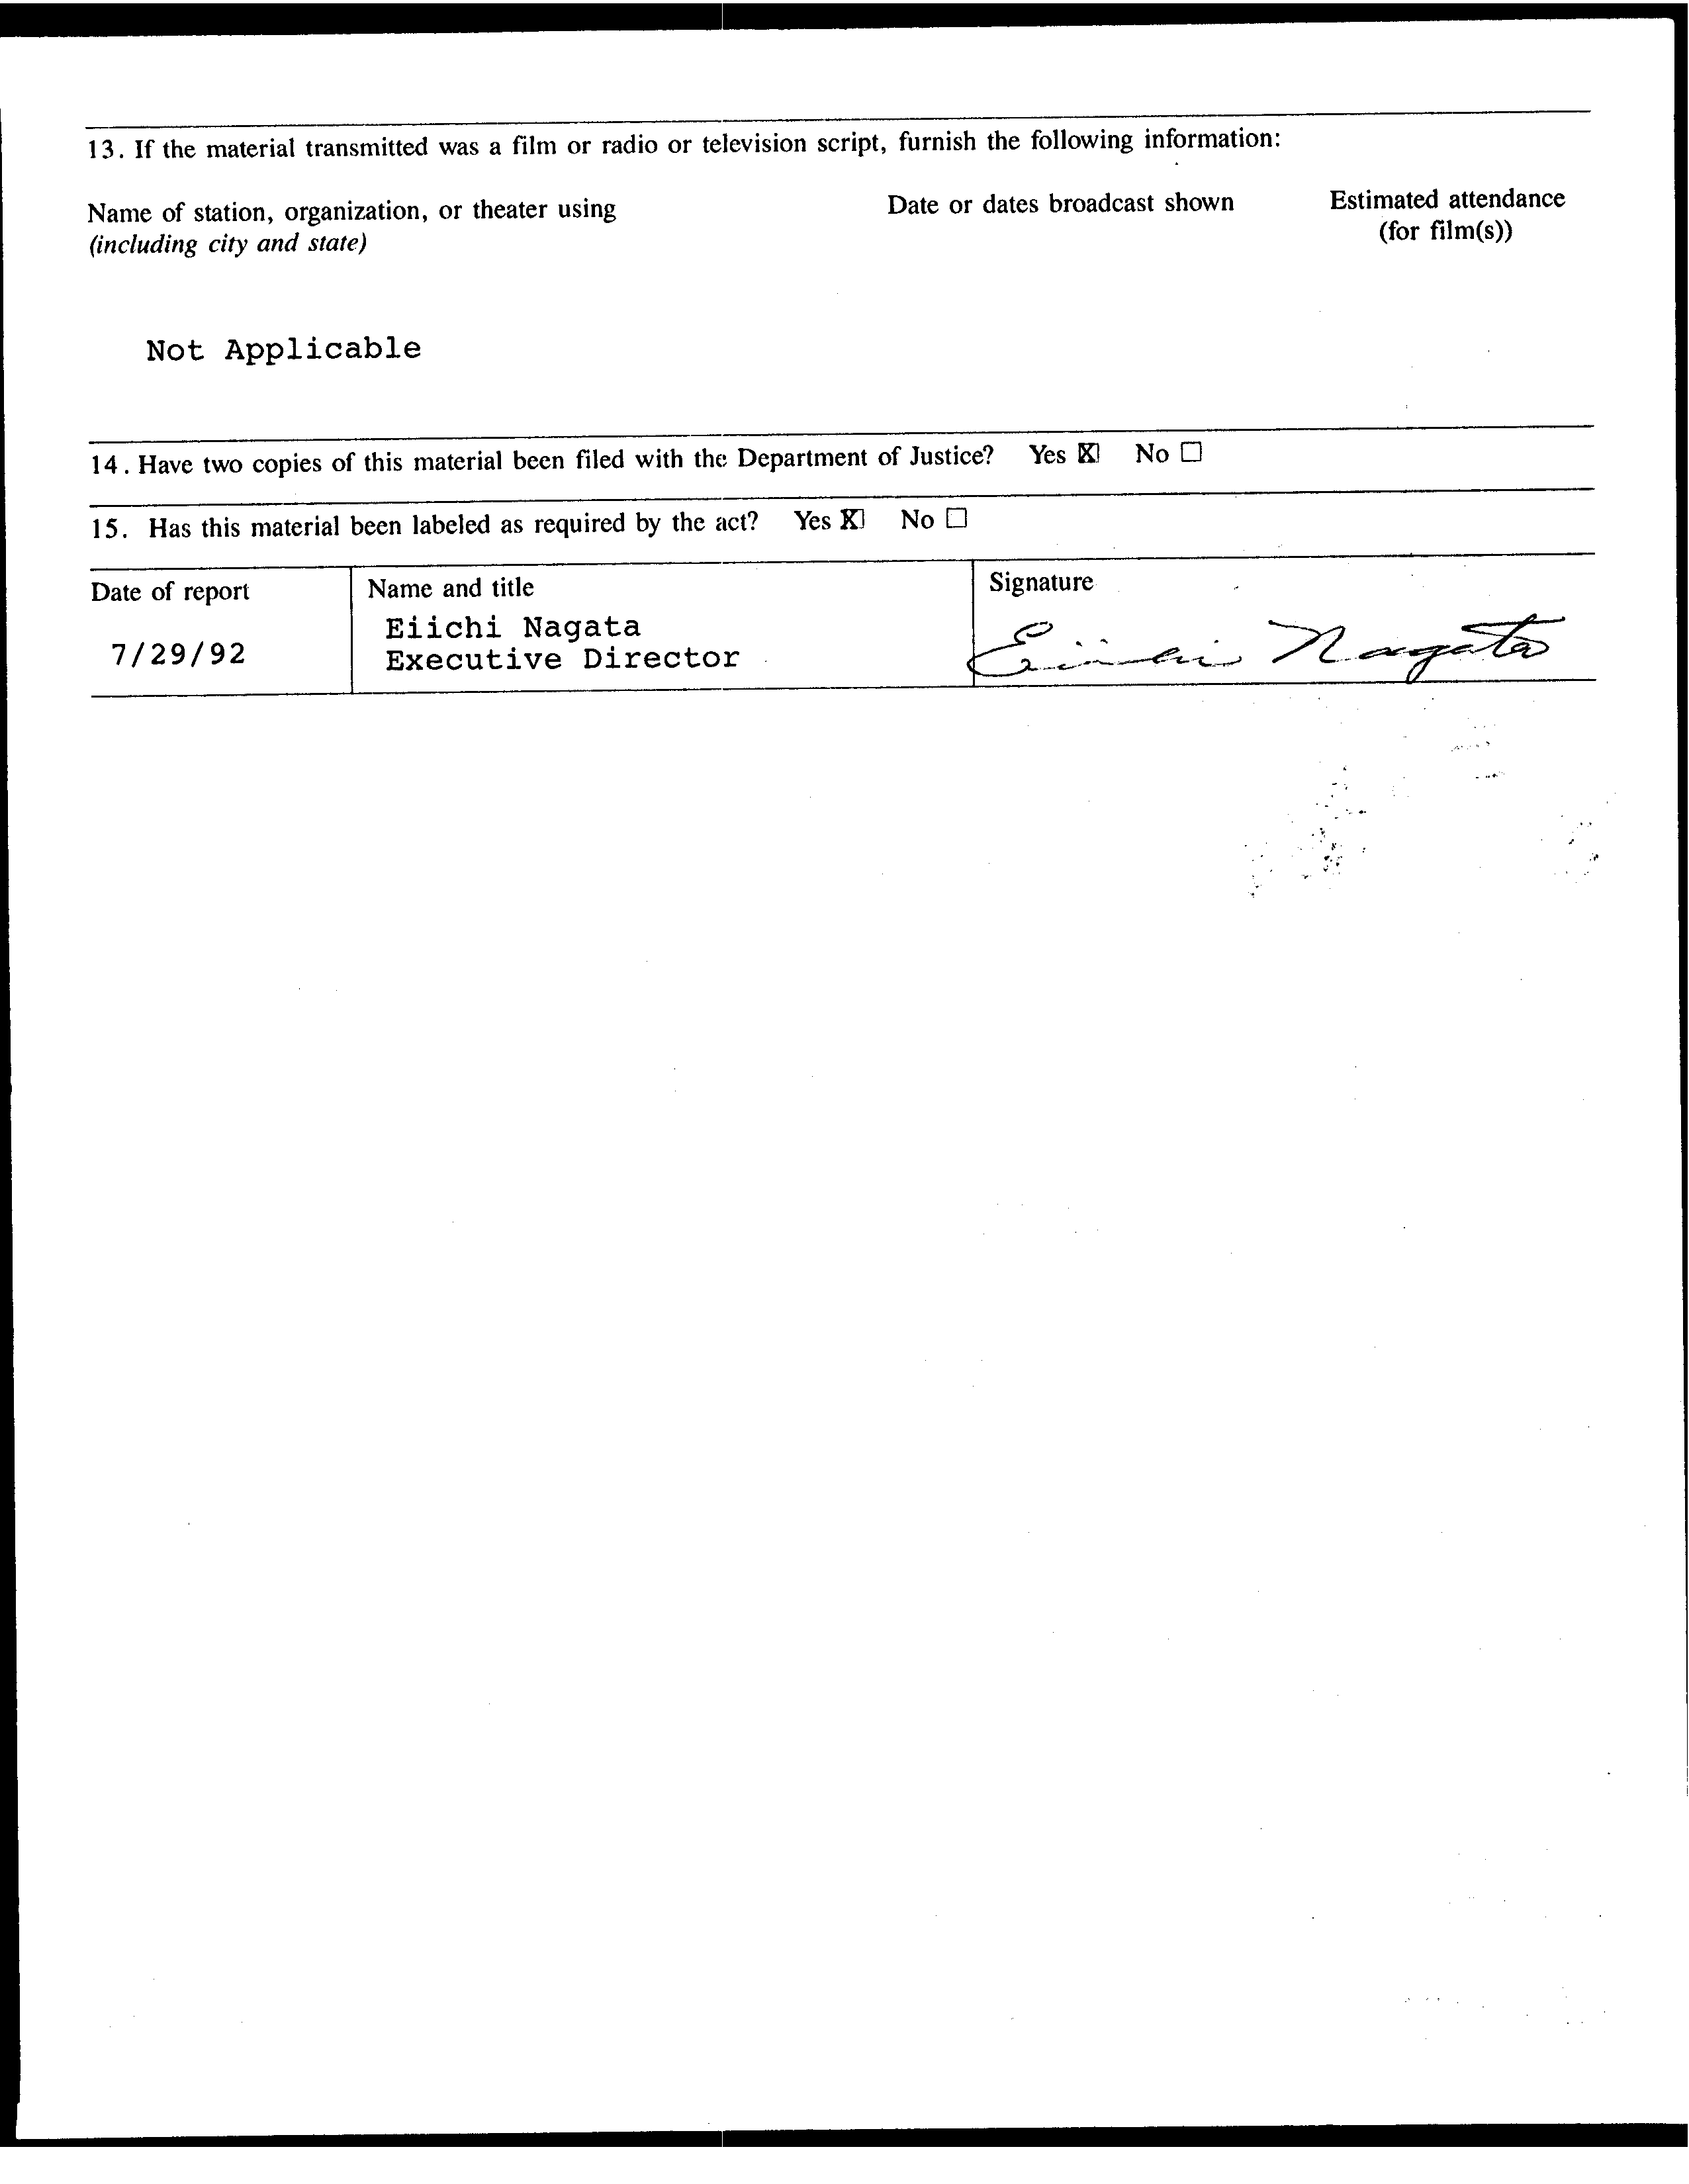 13. If the material transmitted was a film or radio or television script, furnish the following information:
Name of station, organization, or theater using
(including city and state)
Date or dates broadcast shown
Estimated attendance
(for film(s))
Not Applicable
14. Have two copies of this material been filed with the Department of Justice? Yes ☒ No ☐
15. Has this material been labeled as required by the act? Yes ☒ No ☐
Date of report
7/29/92
Name and title
Eiichi Nagata
Executive Director
Signature
Eiichi Nagata